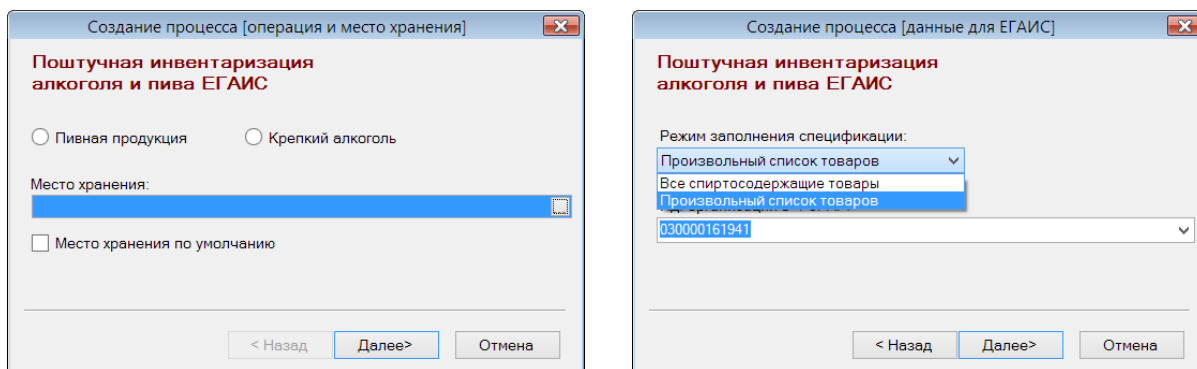 Создание процесса [операция и место хранения]
Поштучная инвентаризация
алкоголя и пива ЕГАИС
Пивная продукция
Крепкий алкоголь
Место хранения:
Место хранения по умолчанию
< Назад
Далее>
Отмена
Создание процесса [данные для ЕГАИС]
Поштучная инвентаризация
алкоголя и пива ЕГАИС
Режим заполнения спецификации:
Произвольный список товаров
Все спиртосодержащие товары
Произвольный список товаров
030000161941
< Назад
Далее>
Отмена